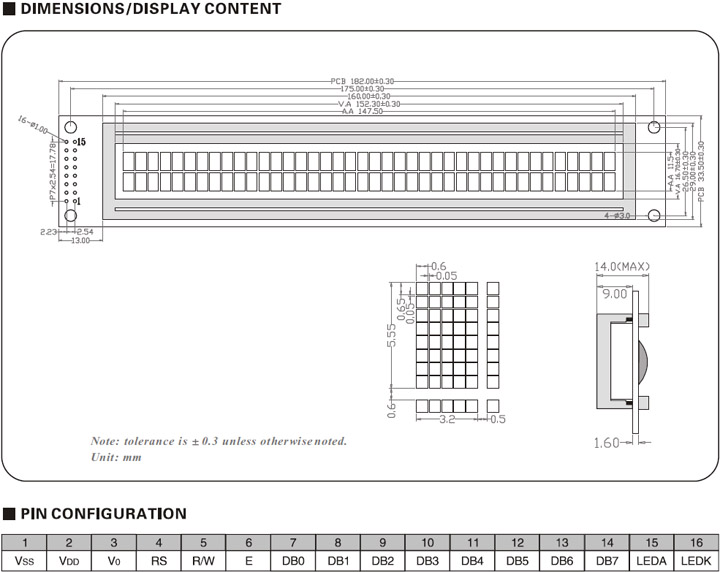 DIMENSIONS/DISPLAY CONTENT
PCB 182.00±0.30
175.00±0.30
160.00±0.30
V.A 152.30±0.30
A.A 147.50
16-ø1.00
15
P7x2.54=17.78
1
2.23
2.54
13.00
A.A 11.5
V.A 16.70±0.30
26.50±0.30
29.00±0.30
PCB 33.50±0.30
4-ø3.0
0.6
0.05
0.65
0.05
5.55
0.6
3.2
0.5
14.0(MAX)
9.00
1.60
Note: tolerance is ± 0.3 unless otherwise noted.
Unit: mm
PIN CONFIGURATION
1 2 3 4 5 6 7 8 9 10 11 12 13 14 15 16
VSS VDD V0 RS R/W E DB0 DB1 DB2 DB3 DB4 DB5 DB6 DB7 LEDA LEDK